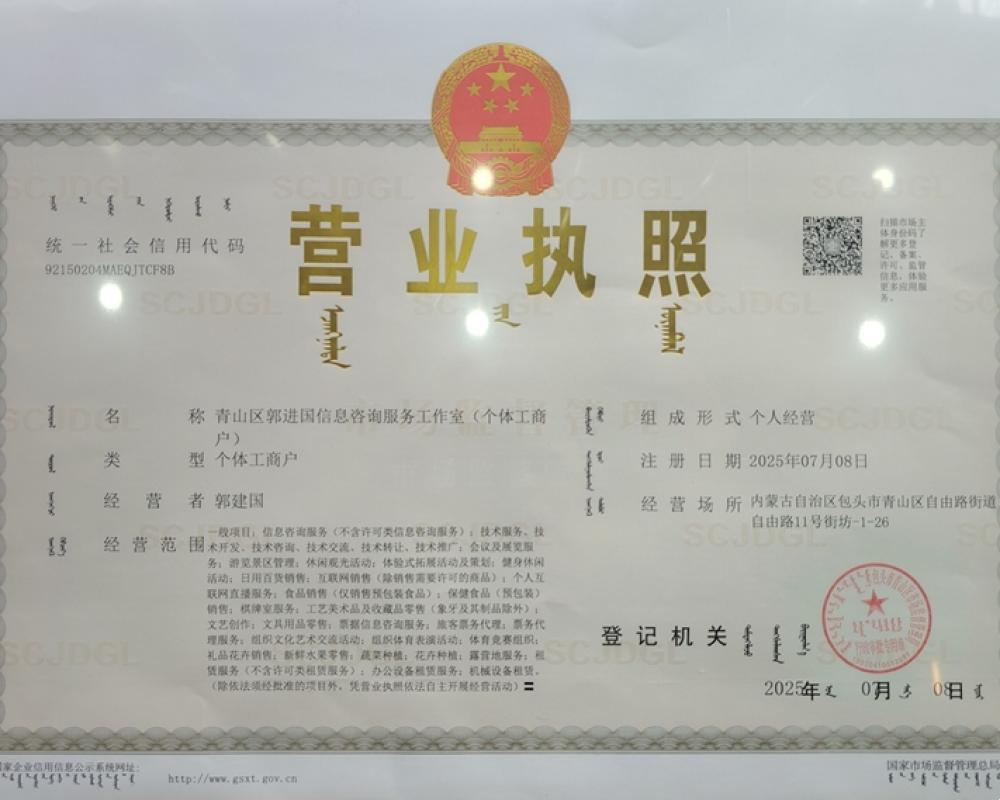 统一社会信用代码
92150204MAEQJTCF8B
营业执照
扫描市场主
体身份码了
解更多登
记、备案、
许可、监管
信息，体验
更多应用服
务。
名称 青山区郭进国信息咨询服务工作室（个体工商
户）
类型 个体工商户
经营者 郭建国
经营范围 一般项目：信息咨询服务（不含许可类信息咨询服务）；技术服务、技
术开发、技术咨询、技术交流、技术转让、技术推广；会议及展览服
务；游览景区管理；休闲观光活动；体验式拓展活动及策划；健身休闲
活动；日用百货销售；互联网销售（除销售需要许可的商品）；个人互
联网直播服务；食品销售（仅销售预包装食品）；保健食品（预包装）
销售；棋牌室服务；工艺美术品及收藏品零售（象牙及其制品除外）；
文艺创作；文具用品零售；票据信息咨询服务；旅客票务代理；票务代
理服务；组织文化艺术交流活动；组织体育表演活动；体育竞赛组织；
礼品花卉销售；新鲜水果零售；蔬菜种植；花卉种植；露营地服务；租
赁服务（不含许可类租赁服务）；办公设备租赁服务；机械设备租赁。
（除依法须经批准的项目外，凭营业执照依法自主开展经营活动）
组成形式 个人经营
注册日期 2025年07月08日
经营场所 内蒙古自治区包头市青山区自由路街道
自由路11号街坊-1-26
登记机关
2025年 07月 08日
国家企业信用信息公示系统网址：
http://www.gsxt.gov.cn
国家市场监督管理总局
SCJDGL
市场监督管理